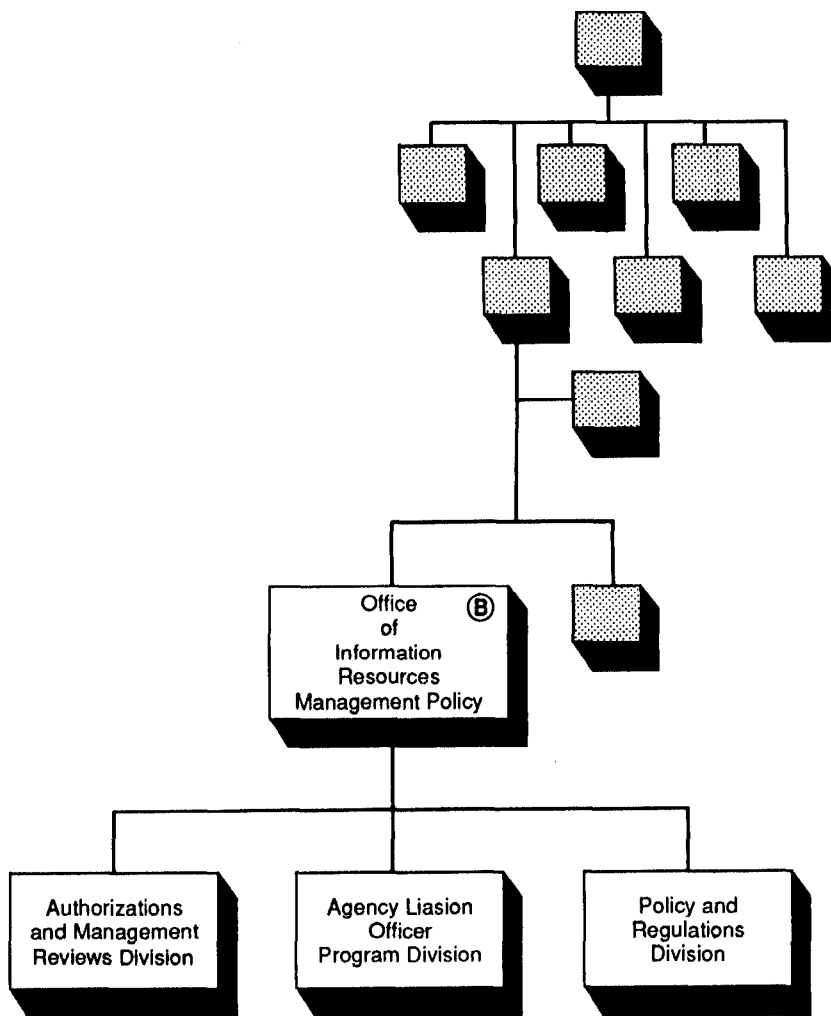 Office
of
Information
Resources
Management Policy
B
Authorizations
and Management
Reviews Division
Agency Liasion
Officer
Program Division
Policy and
Regulations
Division